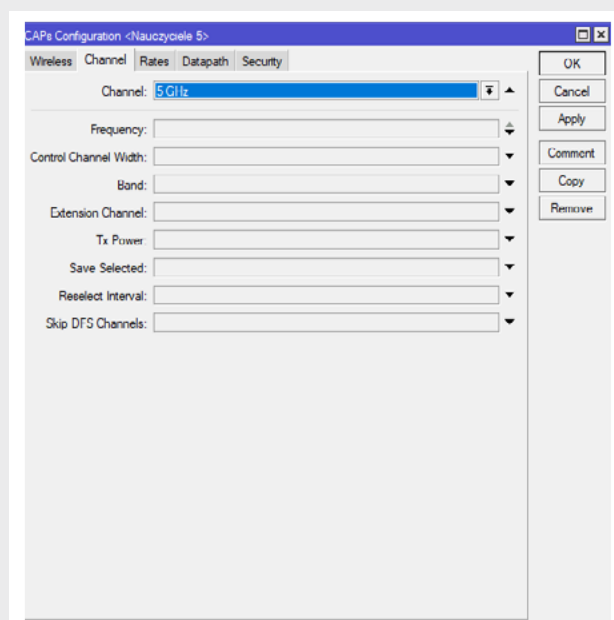 CAPs Configuration <Nauczyciele 5>
Wireless Channel Rates Datapath Security
OK
Channel: 5 GHz
Cancel
Apply
Frequency:
Control Channel Width:
Comment
Band:
Copy
Extension Channel:
Remove
Tx Power:
Save Selected:
Reselect Interval:
Skip DFS Channels: